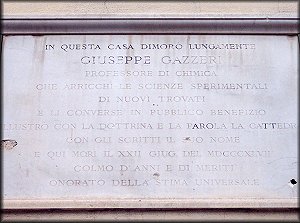 IN QUESTA CASA DIMORÒ LUNGAMENTE
GIUSEPPE GAZZERI
PROFESSORE DI CHIMICA
CHE ARRICCHÌ LE SCIENZE SPERIMENTALI
DI NUOVI TROVATI
E LI CONVERSE IN PUBBLICO BENEFIZIO
ILLUSTRÒ CON LA DOTTRINA E LA PAROLA LA CATTEDRA
CON GLI SCRITTI IL SUO NOME
E QUI MORÌ IL XXII GIUG. DEL MDCCCXLVII
COLMO D'ANNI E DI MERITI
ONORATO DELLA STIMA UNIVERSALE